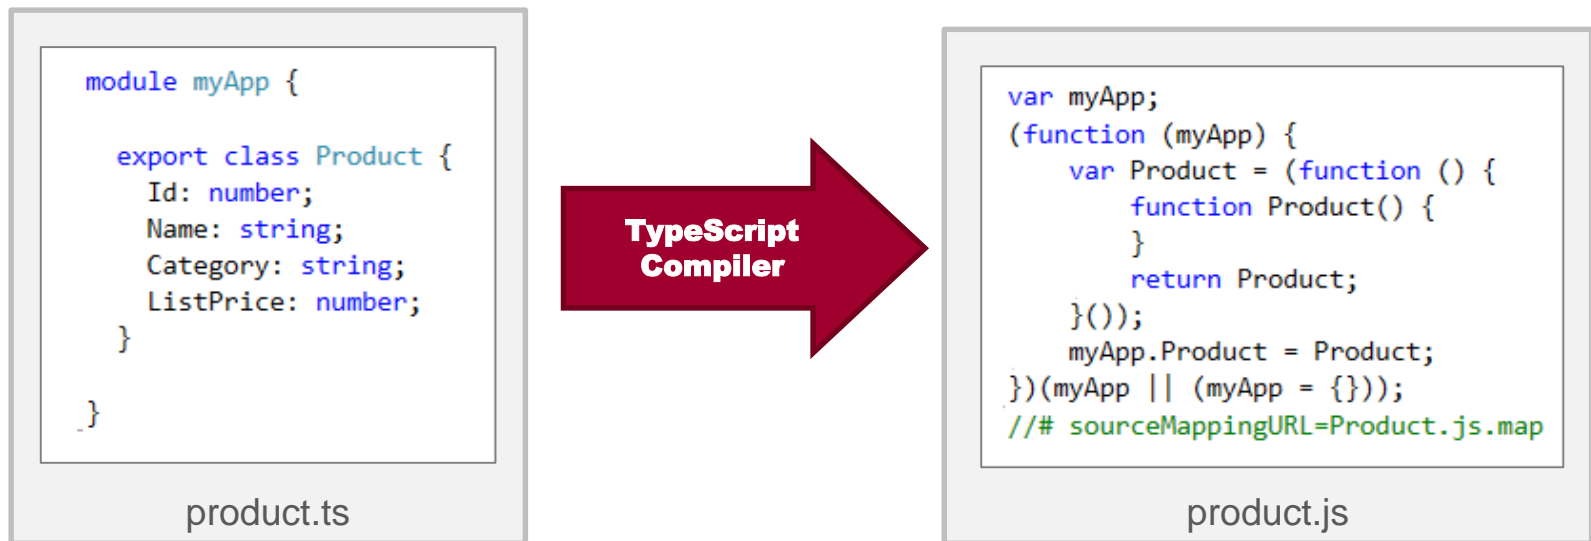 module myApp {
export class Product {
Id: number;
Name: string;
Category: string;
ListPrice: number;
}
}
product.ts
TypeScript
Compiler
var myApp;
(function (myApp) {
var Product = (function () {
function Product() {
}
return Product;
}());
myApp.Product = Product;
})(myApp || (myApp = {}));
//# sourceMappingURL=Product.js.map
product.js